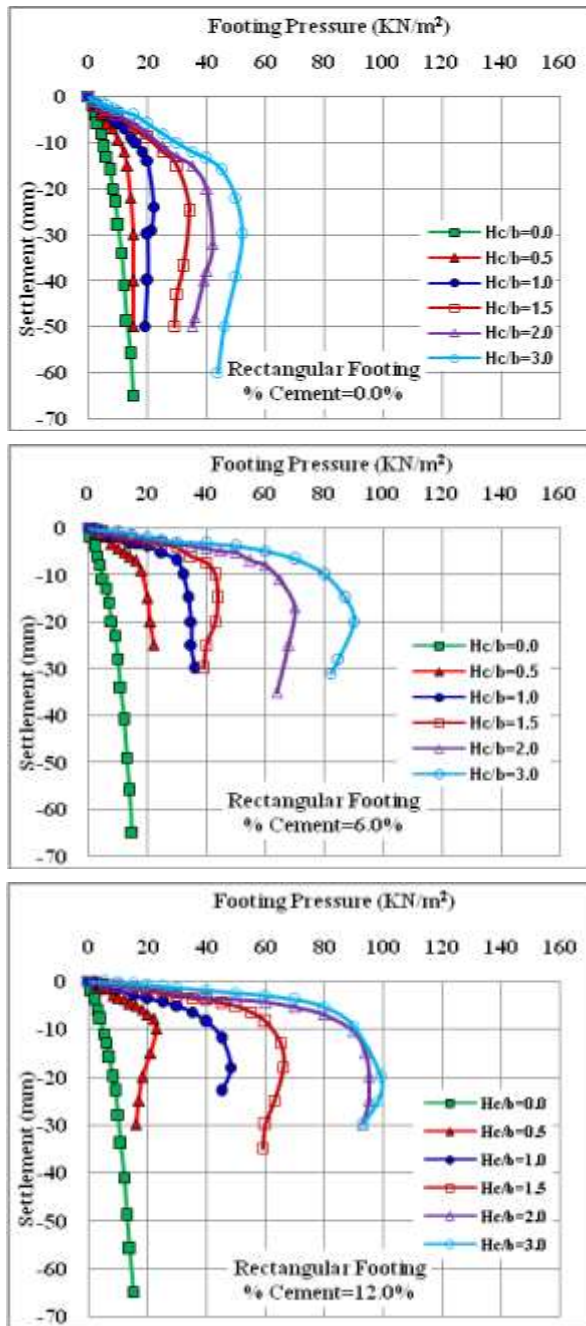 Footing Pressure (KN/m²)
0 20 40 60 80 100 120 140 160
0
-10
-20
-30
-40
-50
-60
-70
Settlement (mm)
Hc/b=0.0
Hc/b=0.5
Hc/b=1.0
Hc/b=1.5
Hc/b=2.0
Hc/b=3.0
Rectangular Footing
% Cement=0.0%
Footing Pressure (KN/m²)
0 20 40 60 80 100 120 140 160
0
-10
-20
-30
-40
-50
-60
-70
Settlement (mm)
Hc/b=0.0
Hc/b=0.5
Hc/b=1.0
Hc/b=1.5
Hc/b=2.0
Hc/b=3.0
Rectangular Footing
% Cement=6.0%
Footing Pressure (KN/m²)
0 20 40 60 80 100 120 140 160
0
-10
-20
-30
-40
-50
-60
-70
Settlement (mm)
Hc/b=0.0
Hc/b=0.5
Hc/b=1.0
Hc/b=1.5
Hc/b=2.0
Hc/b=3.0
Rectangular Footing
% Cement=12.0%